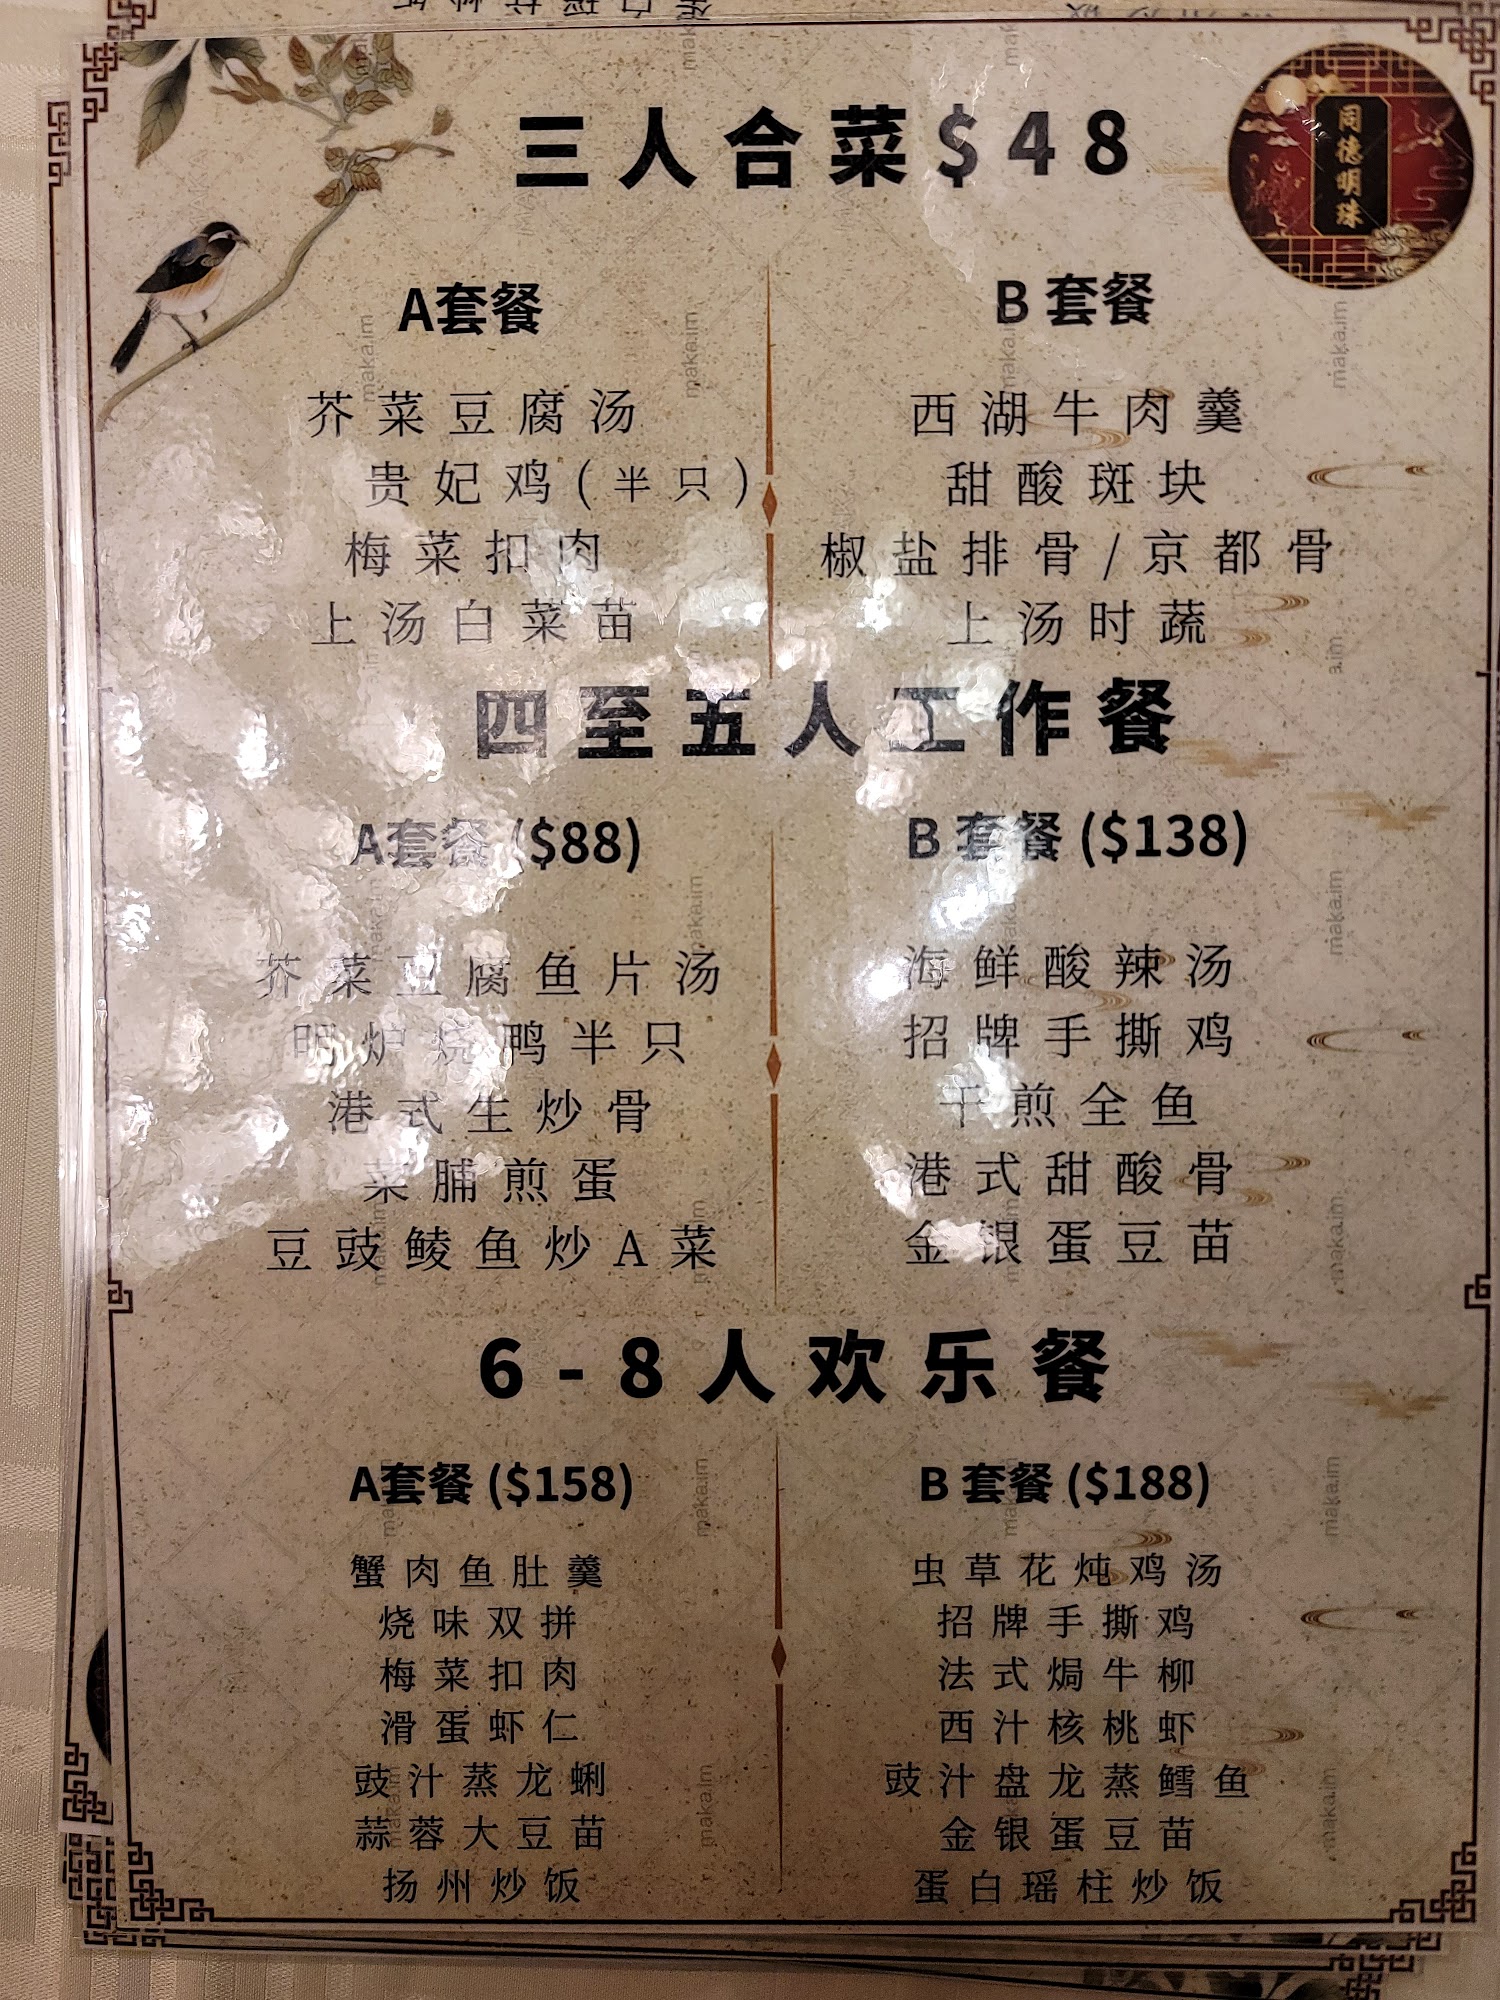 三人合菜$48
同德明珠
A套餐
芥菜豆腐汤
贵妃鸡(半只)
梅菜扣肉
上汤白菜苗
B 套餐
西湖牛肉羹
甜酸斑块
椒盐排骨/京都骨
上汤时蔬
四至五人工作餐
A套餐 ($88)
芥菜豆腐鱼片汤
明炉烧鸭半只
港式生炒骨
菜脯煎蛋
豆豉鲮鱼炒A菜
B 套餐 ($138)
海鲜酸辣汤
招牌手撕鸡
干煎全鱼
港式甜酸骨
金银蛋豆苗
6-8人欢乐餐
A套餐 ($158)
蟹肉鱼肚羹
烧味双拼
梅菜扣肉
滑蛋虾仁
豉汁蒸龙蜊
蒜蓉大豆苗
扬州炒饭
B 套餐 ($188)
虫草花炖鸡汤
招牌手撕鸡
法式焗牛柳
西汁核桃虾
豉汁盘龙蒸鳕鱼
金银蛋豆苗
蛋白瑶柱炒饭